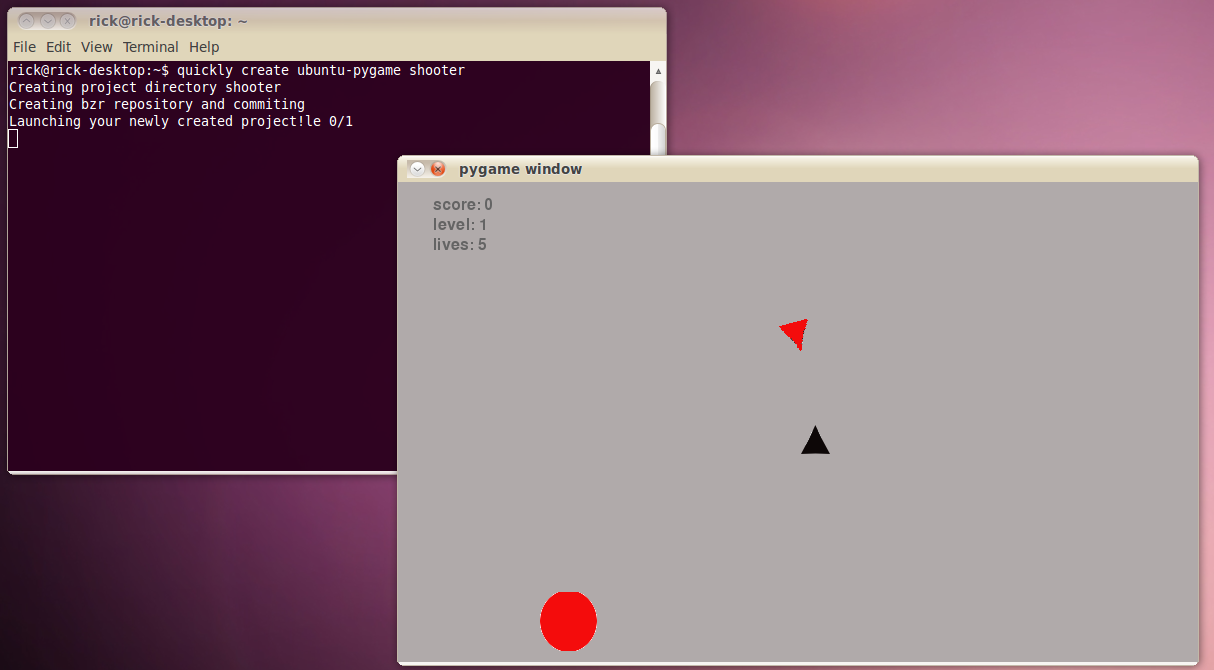 rick@rick-desktop: ~
File Edit View Terminal Help
rick@rick-desktop:~$ quickly create ubuntu-pygame shooter
Creating project directory shooter
Creating bzr repository and commiting
Launching your newly created project!le 0/1
pygame window
score: 0
level: 1
lives: 5